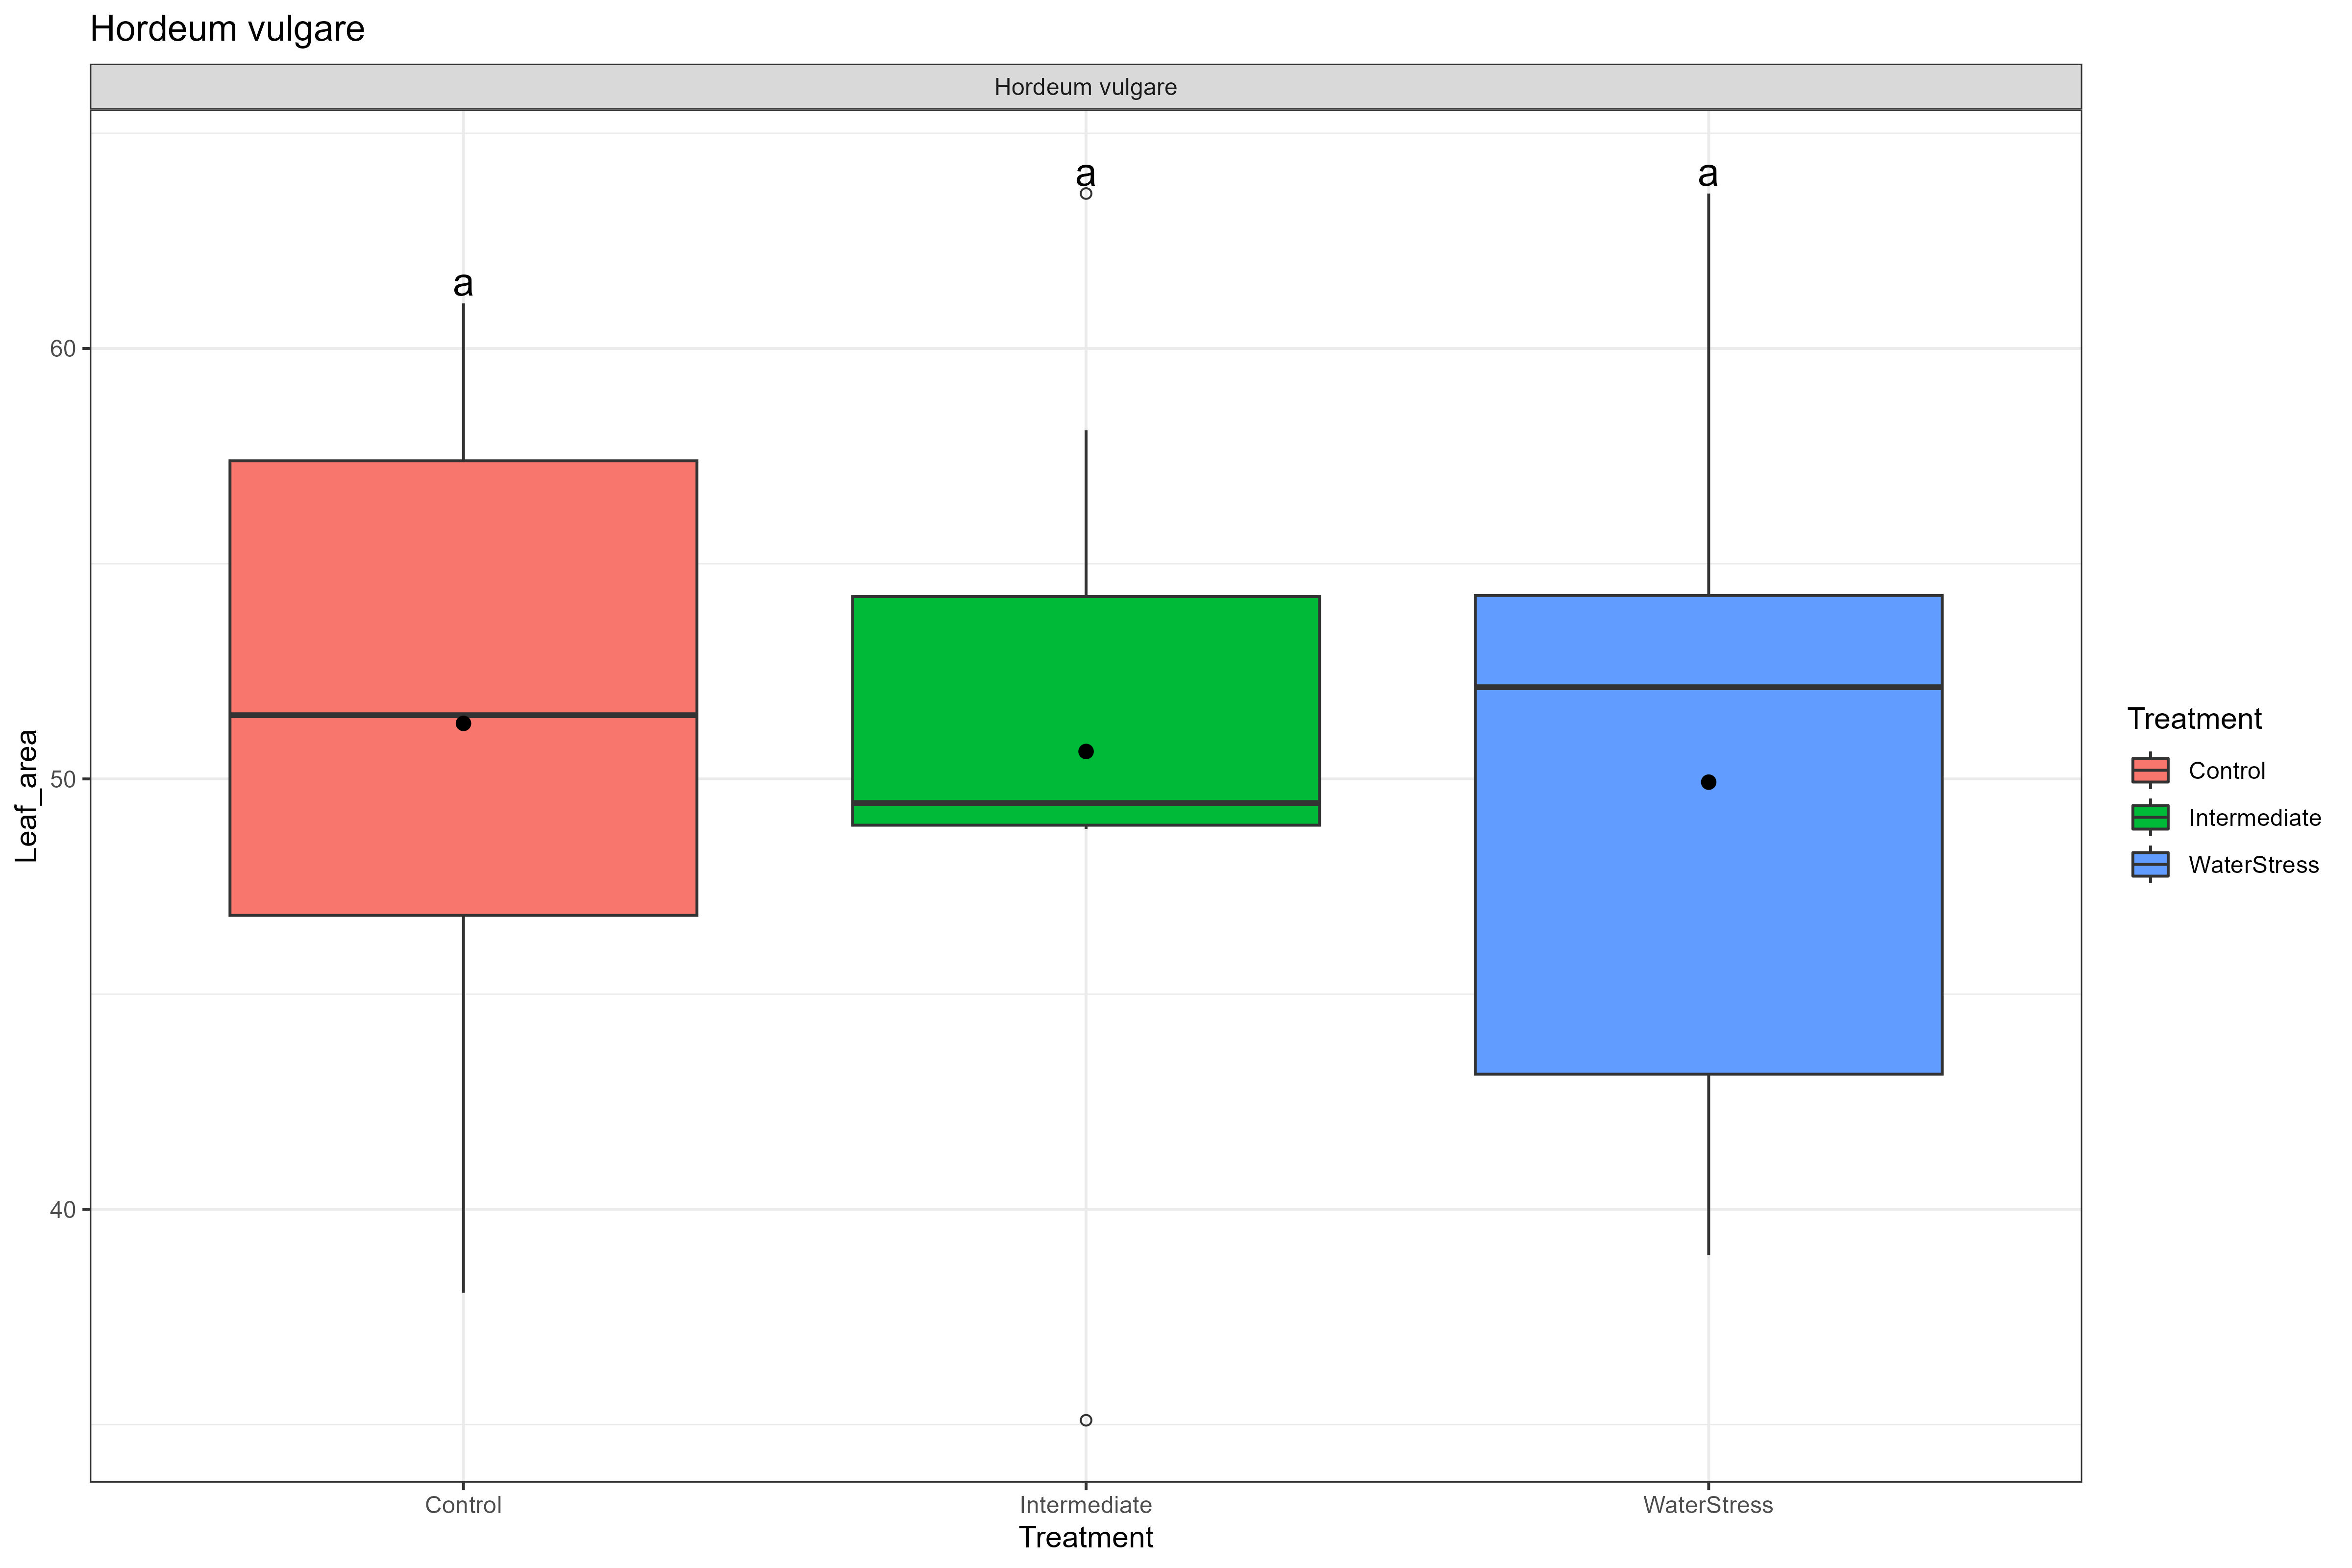 Hordeum vulgare
Hordeum vulgare
a
a
a
60
50
40
Leaf_area
Control
Intermediate
WaterStress
Treatment
Treatment
Control
Intermediate
WaterStress